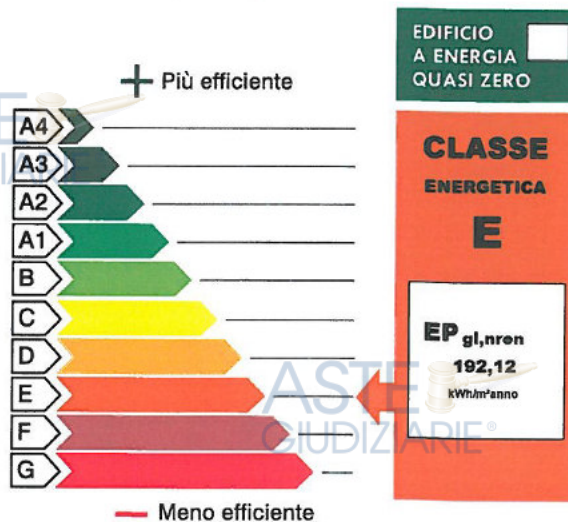 EDIFICIO
A ENERGIA
QUASI ZERO
+ Più efficiente
A4
A3
A2
A1
B
C
D
E
F
G
— Meno efficiente
CLASSE
ENERGETICA
E
EP gl,nren
192,12
kWh/m²anno
ASTE
GIUDIZIARIE®